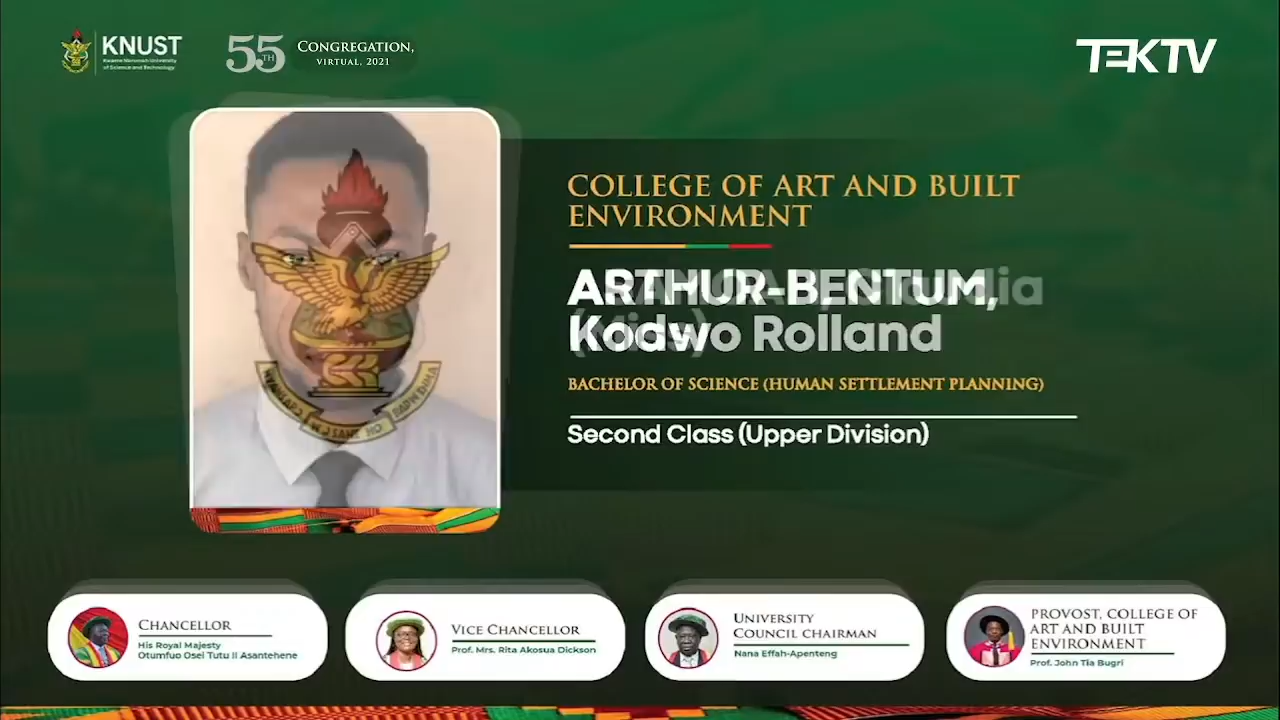 KNUST
Kwame Nkrumah University
of Science and Technology
55TH
CONGREGATION,
VIRTUAL, 2021
TEKTV
COLLEGE OF ART AND BUILT
ENVIRONMENT
ARTHUR-BENTUM,
Kodwo Rolland
BACHELOR OF SCIENCE (HUMAN SETTLEMENT PLANNING)
Second Class (Upper Division)
CHANCELLOR
His Royal Majesty
Otumfuo Osei Tutu II Asantehene
VICE CHANCELLOR
Prof. Mrs. Rita Akosua Dickson
UNIVERSITY
COUNCIL CHAIRMAN
Nana Effah-Apenteng
PROVOST, COLLEGE OF
ART AND BUILT
ENVIRONMENT
Prof. John Tia Bugri